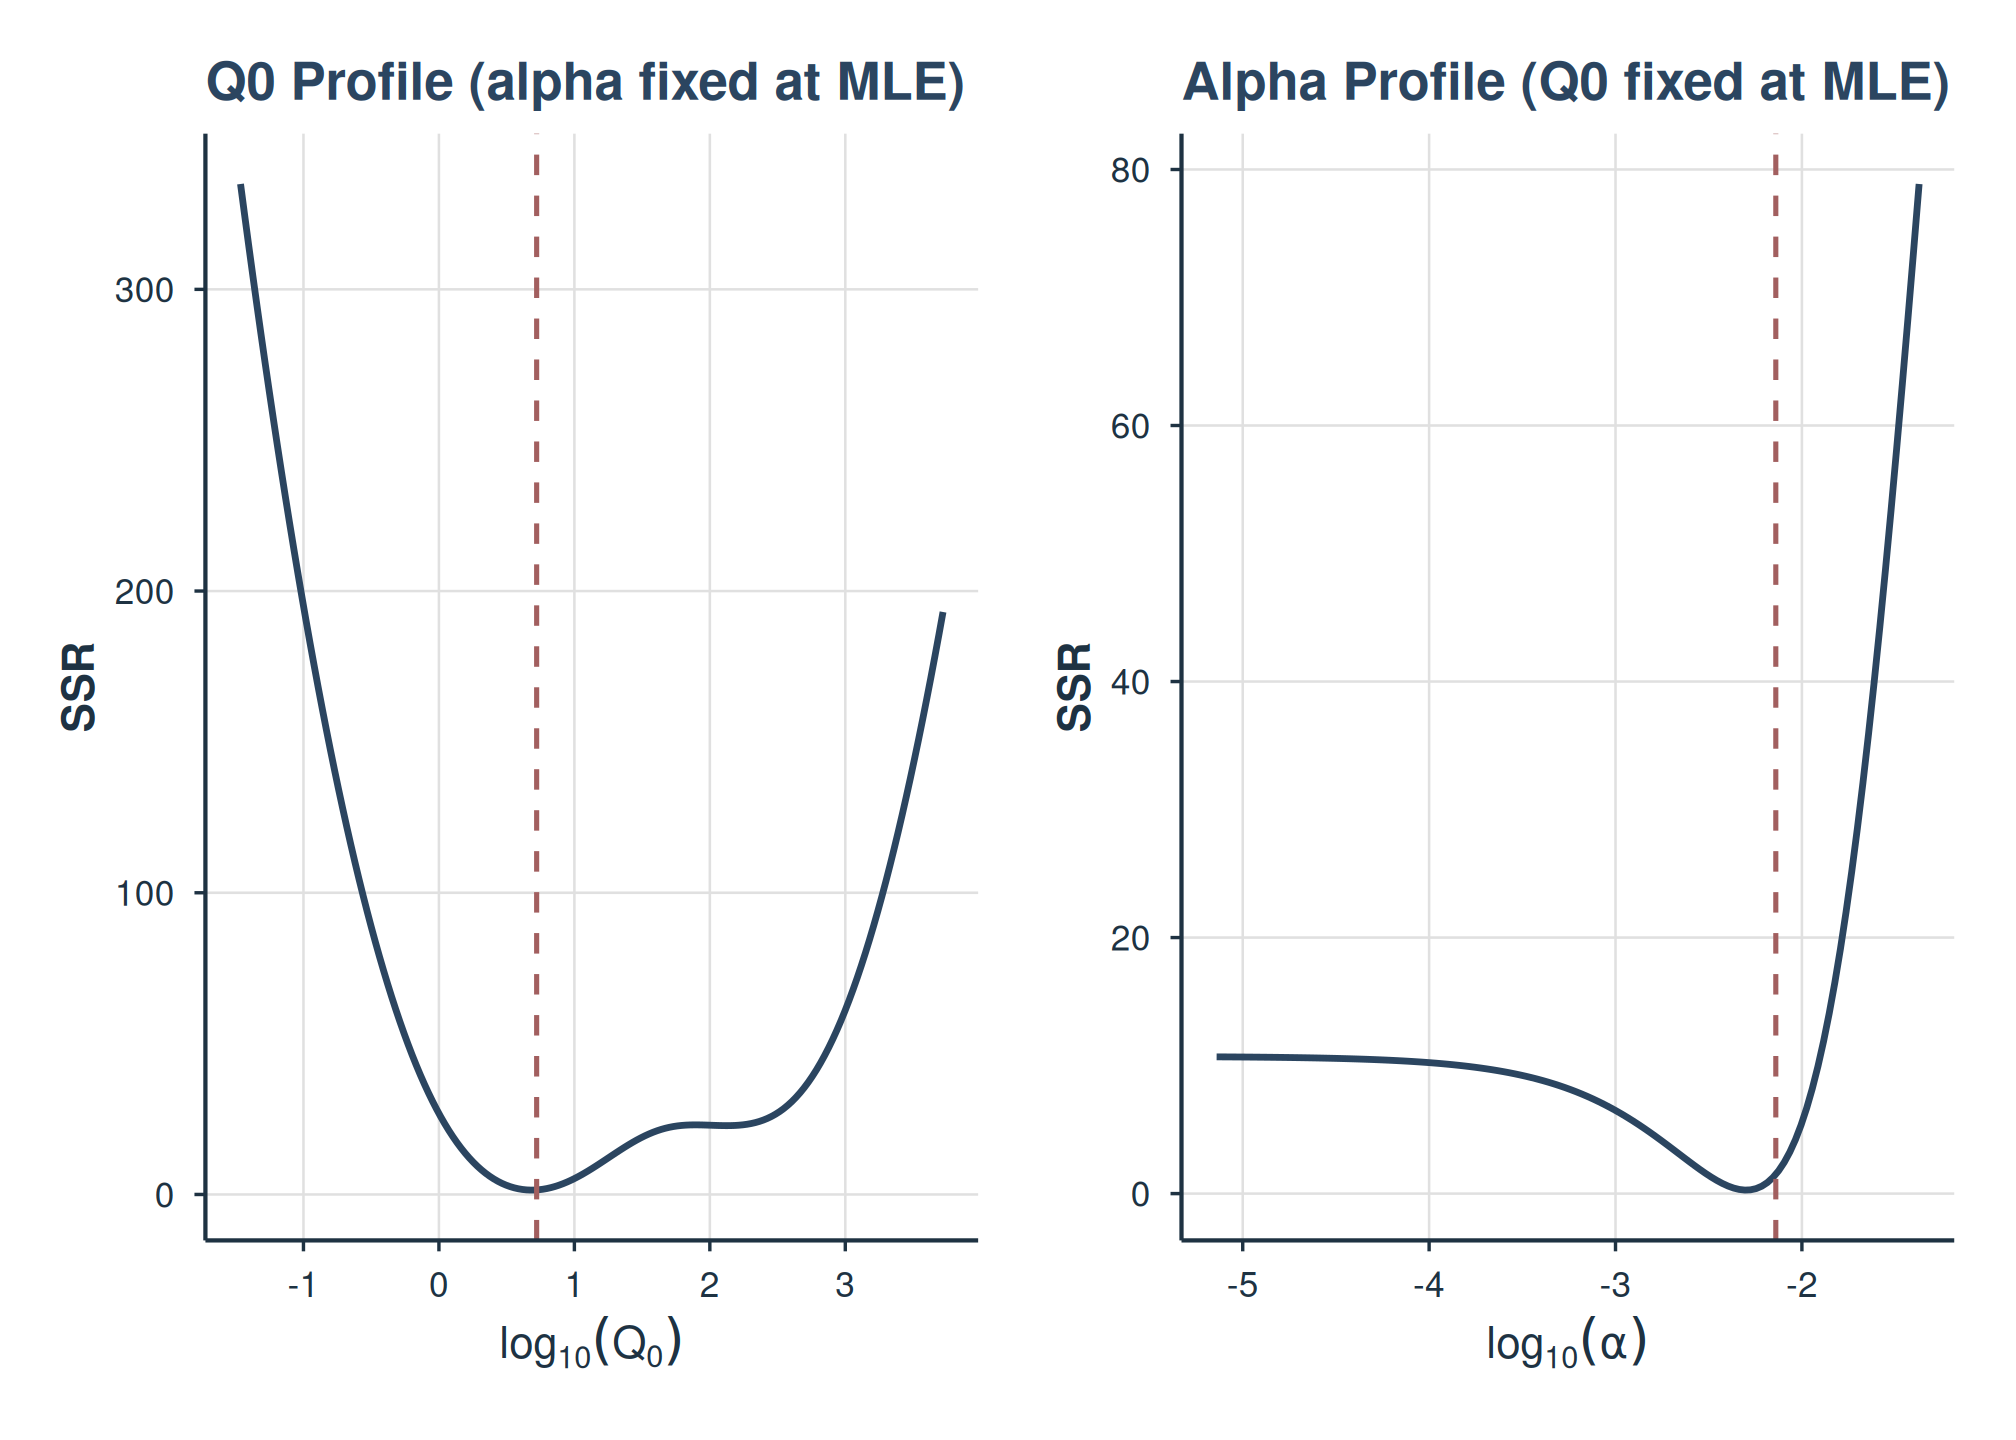 Q0 Profile (alpha fixed at MLE)
SSR
300
200
100
0
-1 0 1 2 3
log₁₀(Q₀)
Alpha Profile (Q0 fixed at MLE)
SSR
80
60
40
20
0
-5 -4 -3 -2
log₁₀(α)